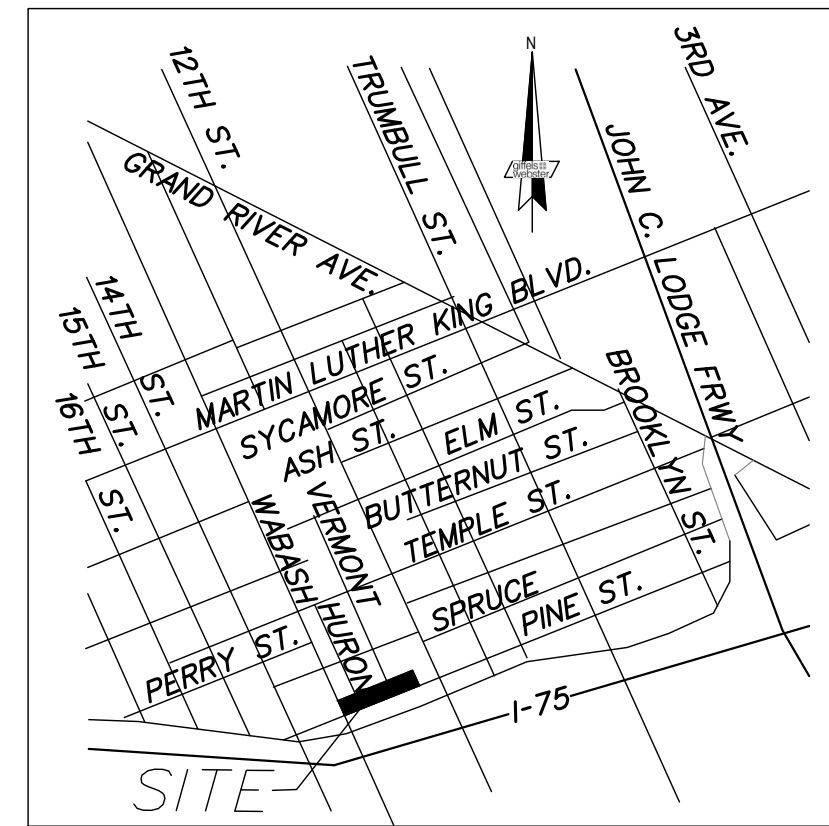 N
12TH ST.
TRUMBULL ST.
3RD AVE.
giffels
webster
JOHN C. LODGE FRWY
GRAND RIVER AVE.
14TH ST.
15TH ST.
16TH ST.
MARTIN LUTHER KING BLVD.
SYCAMORE ST.
ASH ST.
ELM ST.
BROOKLYN ST.
BUTTERNUT ST.
TEMPLE ST.
VERMONT
WABASH
HURON
SPRUCE
PINE ST.
PERRY ST.
I-75
SITE